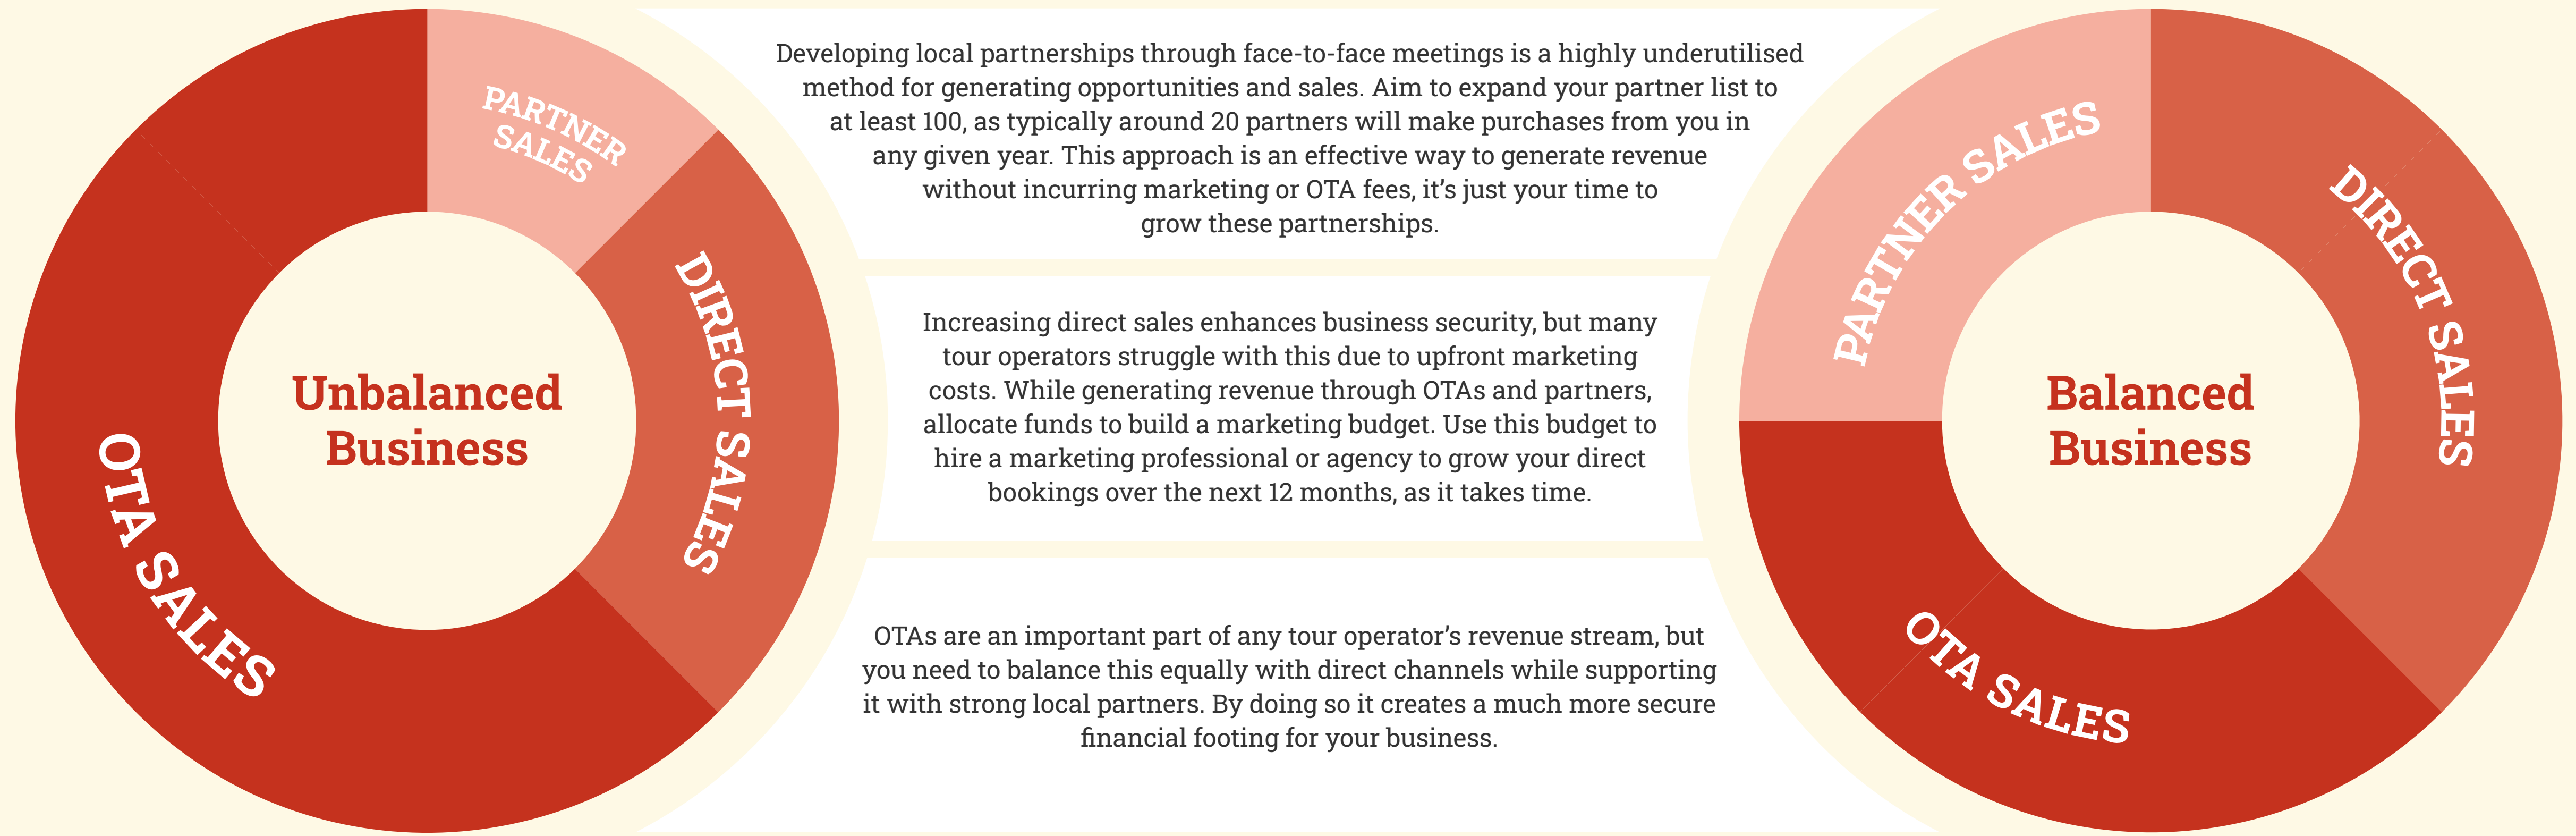 PARTNER
SALES
DIRECT SALES
OTA SALES
Unbalanced
Business
Developing local partnerships through face-to-face meetings is a highly underutilised
method for generating opportunities and sales. Aim to expand your partner list to
at least 100, as typically around 20 partners will make purchases from you in
any given year. This approach is an effective way to generate revenue
without incurring marketing or OTA fees, it’s just your time to
grow these partnerships.
Increasing direct sales enhances business security, but many
tour operators struggle with this due to upfront marketing
costs. While generating revenue through OTAs and partners,
allocate funds to build a marketing budget. Use this budget to
hire a marketing professional or agency to grow your direct
bookings over the next 12 months, as it takes time.
OTAs are an important part of any tour operator’s revenue stream, but
you need to balance this equally with direct channels while supporting
it with strong local partners. By doing so it creates a much more secure
financial footing for your business.
PARTNER SALES
DIRECT SALES
OTA SALES
Balanced
Business